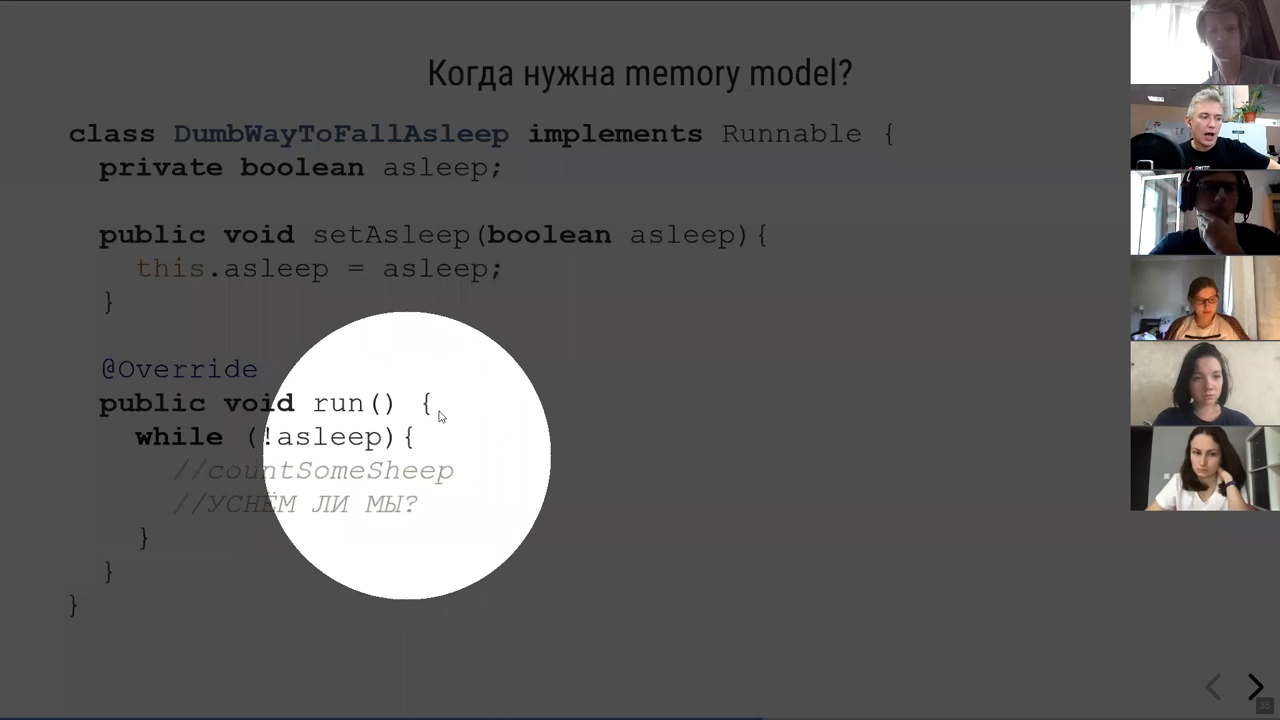 Когда нужна memory model?
class DumbWayToFallAsleep implements Runnable {
private boolean asleep;
public void setAsleep(boolean asleep){
this.asleep = asleep;
}
@Override
public void run() {
while (!asleep){
//countSomeSheep
//УСНЁМ ЛИ МЫ?
}
}
}
35